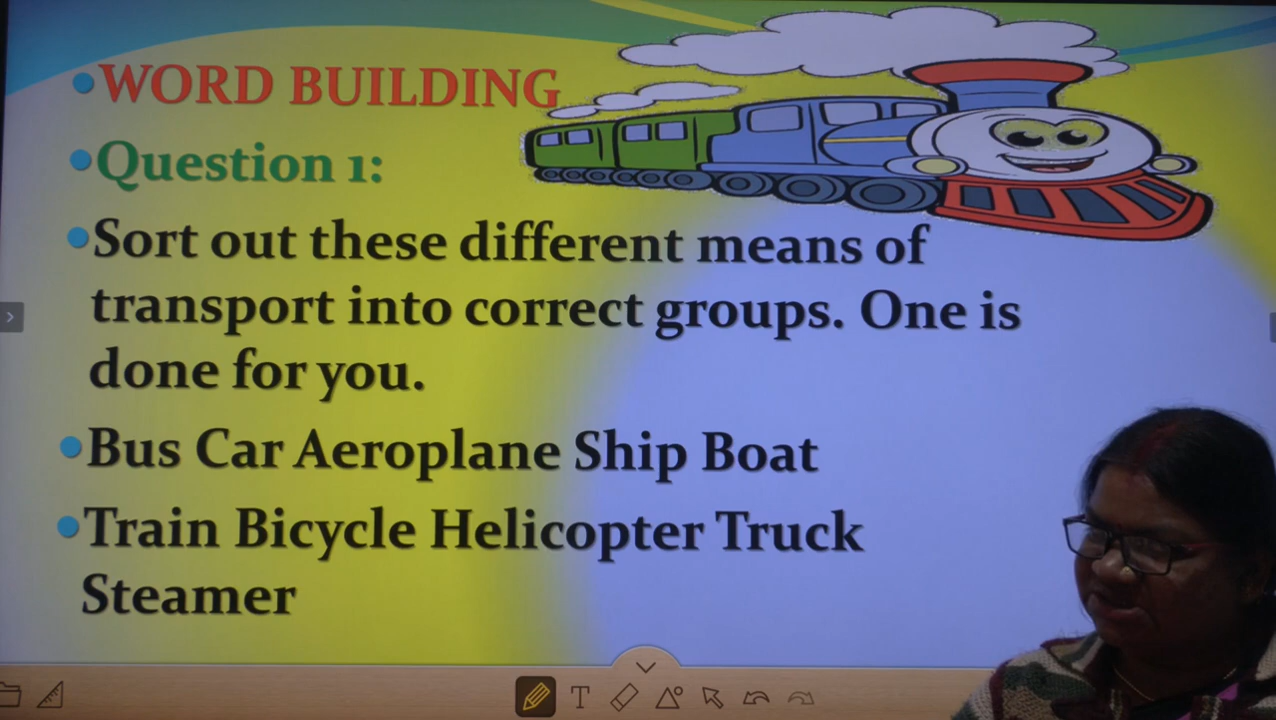 WORD BUILDING
Question 1:
Sort out these different means of
transport into correct groups. One is
done for you.
Bus Car Aeroplane Ship Boat
Train Bicycle Helicopter Truck
Steamer
T